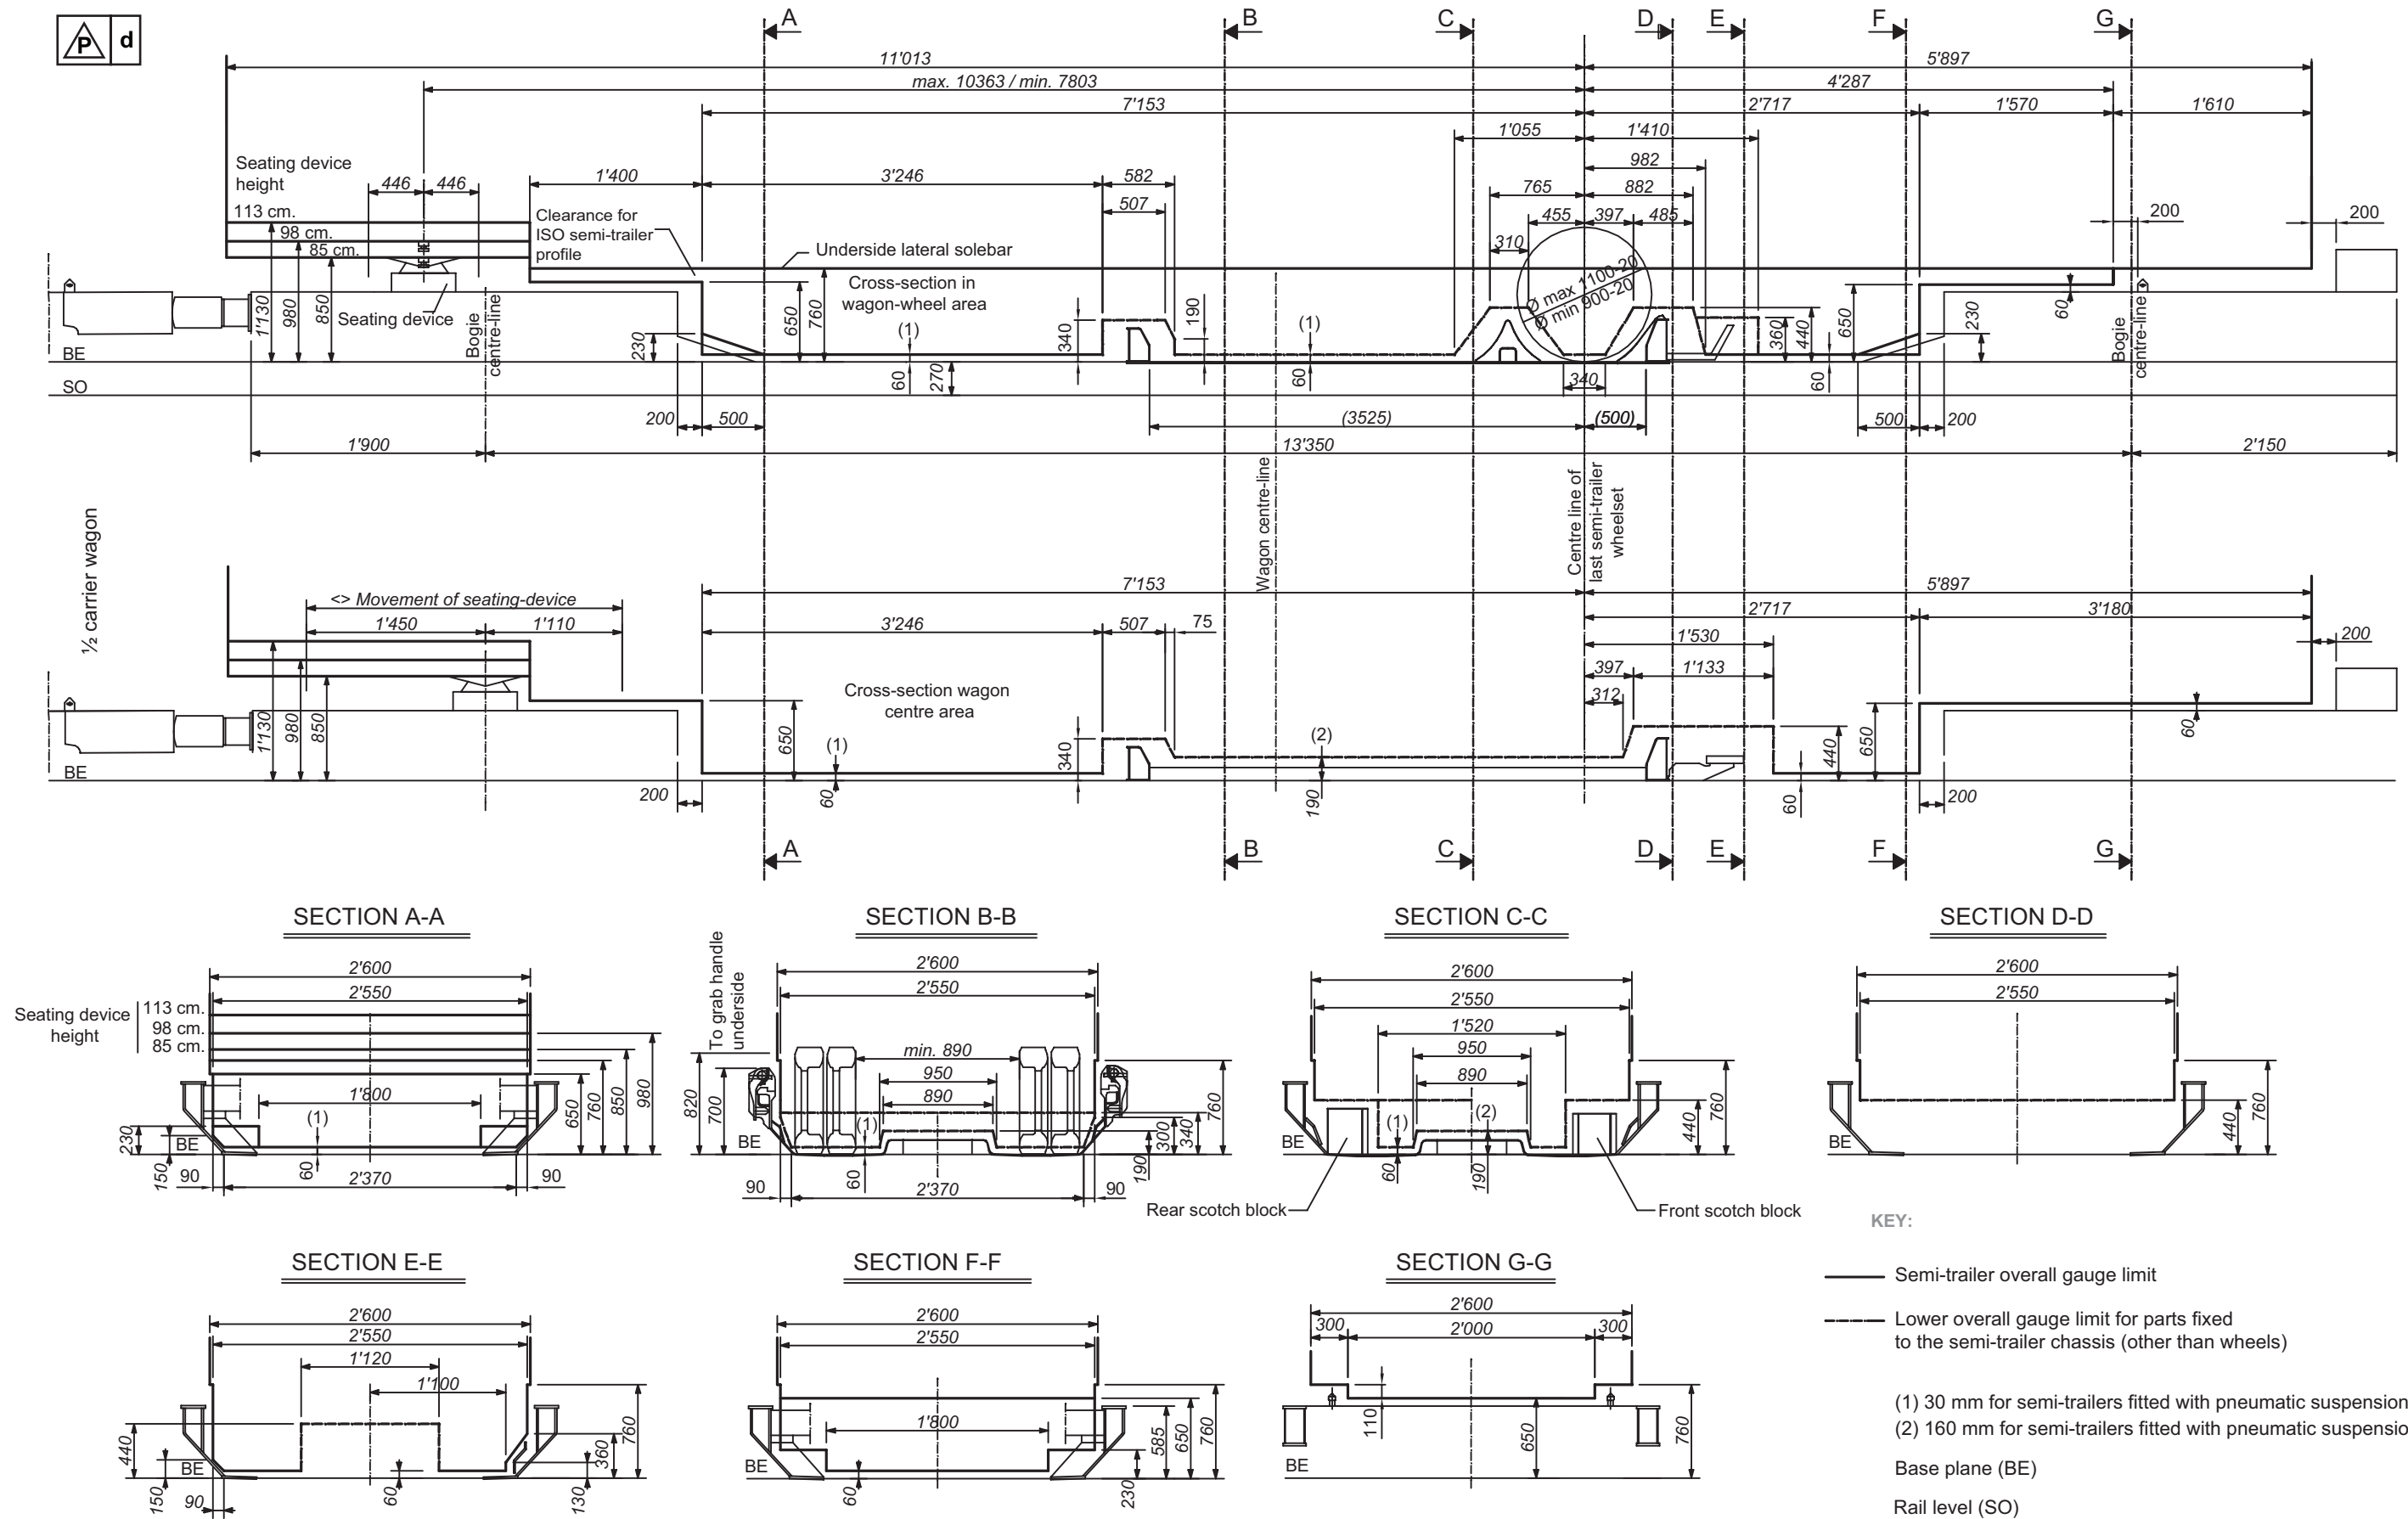 P d
A B C D E F G
11'013 5'897
max. 10363 / min. 7803 4'287
7'153 2'717 1'570 1'610
1'055 1'410
982
Seating device
height
446 446 1'400 3'246 582 765 882
507 455 397 485 200 200
113 cm.
98 cm.
85 cm.
Clearance for
ISO semi-trailer
profile
Underside lateral solebar
310
Cross-section in
wagon-wheel area
Ø max 1100-20
Ø min 900-20
1'130 980 850
Seating device
Bogie
centre-line
230 650 760 (1) 60 270 340 190 (1) 60 340 360 440 60 650 60 230
Bogie
centre-line
BE
SO
200 500 (3525) (500) 500 200
1'900 13'350 2'150
½ carrier wagon
Wagon centre-line
Centre line of
last semi-trailer
wheelset
7'153 5'897
<> Movement of seating-device
1'450 1'110 3'246 507 75 2'717 3'180
1'530 200
397 1'133
312
Cross-section wagon
centre area
1'130 980 850 650 (1) 60 340 (2) 190 440 60 650 60
BE
200 200
A B C D E F G
SECTION A-A
2'600
2'550
Seating device
height
113 cm.
98 cm.
85 cm.
1'800
(1)
230 150 BE 60 650 760 850 980
90 2'370 90
SECTION B-B
To grab handle
underside
2'600
2'550
min. 890
950
890
820 700 BE (1) 60 190 300 340 760
90 2'370 90
SECTION C-C
2'600
2'550
1'520
950
890
(1) (2)
BE 60 190 440 760
Rear scotch block
Front scotch block
SECTION D-D
2'600
2'550
BE 440 760
SECTION E-E
2'600
2'550
1'120
1'100
440 BE 150 90 60 130 360 760
SECTION F-F
2'600
2'550
1'800
BE 60 230 585 650 760
SECTION G-G
2'600
300 2'000 300
110 650 760
BE
KEY:
Semi-trailer overall gauge limit
Lower overall gauge limit for parts fixed
to the semi-trailer chassis (other than wheels)
(1) 30 mm for semi-trailers fitted with pneumatic suspension
(2) 160 mm for semi-trailers fitted with pneumatic suspensio
Base plane (BE)
Rail level (SO)